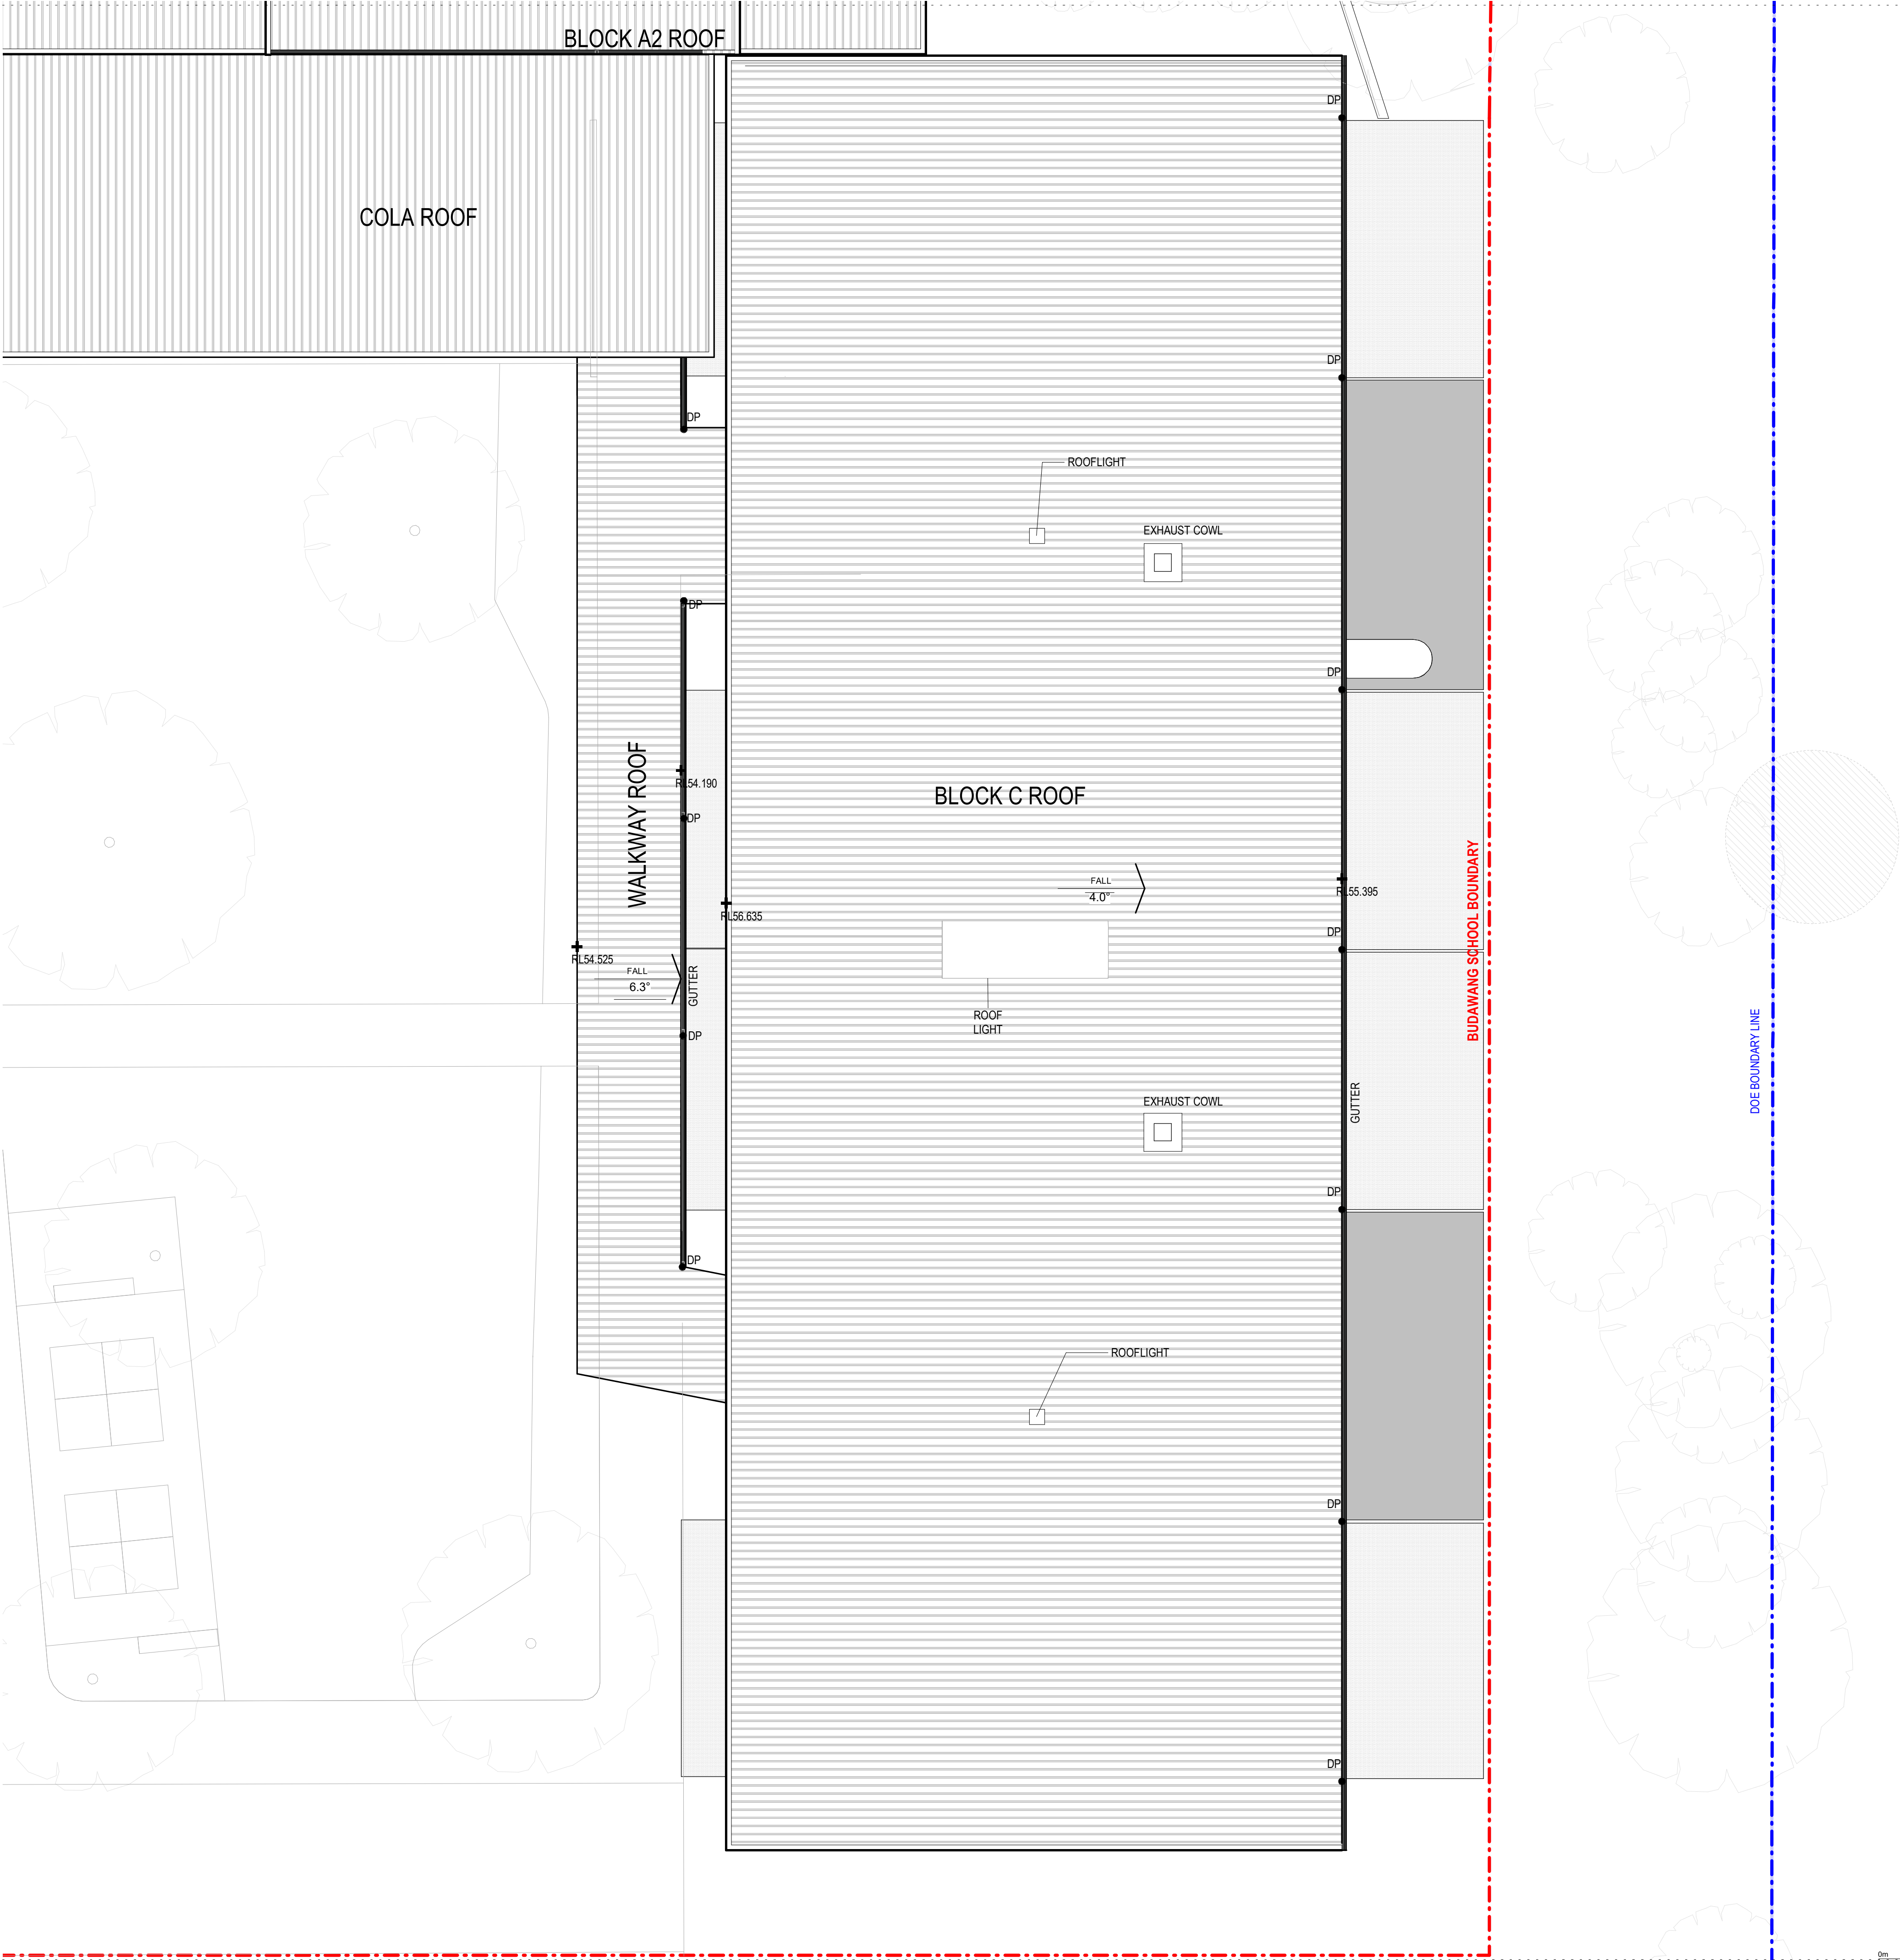 BLOCK A2 ROOF
DP
COLA ROOF
DP
DP
ROOFLIGHT
EXHAUST COWL
DP
DP
WALKWAY ROOF
RL54.190
DP
BLOCK C ROOF
FALL
4.0°
RL55.395
RL56.635
DP
RL54.525
FALL
6.3°
GUTTER
ROOF
LIGHT
DP
BUDAWANG SCHOOL BOUNDARY
DOE BOUNDARY LINE
EXHAUST COWL
GUTTER
DP
DP
ROOFLIGHT
DP
DP
0m